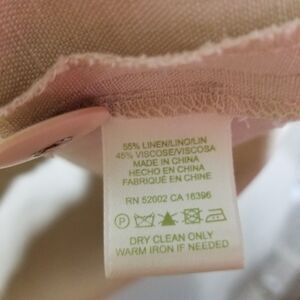 55% LINEN/LINO/LIN
45% VISCOSE/VISCOSA
MADE IN CHINA
HECHO EN CHINA
FABRIQUÉ EN CHINE
RN 52002 CA 16396
P
DRY CLEAN ONLY
WARM IRON IF NEEDED